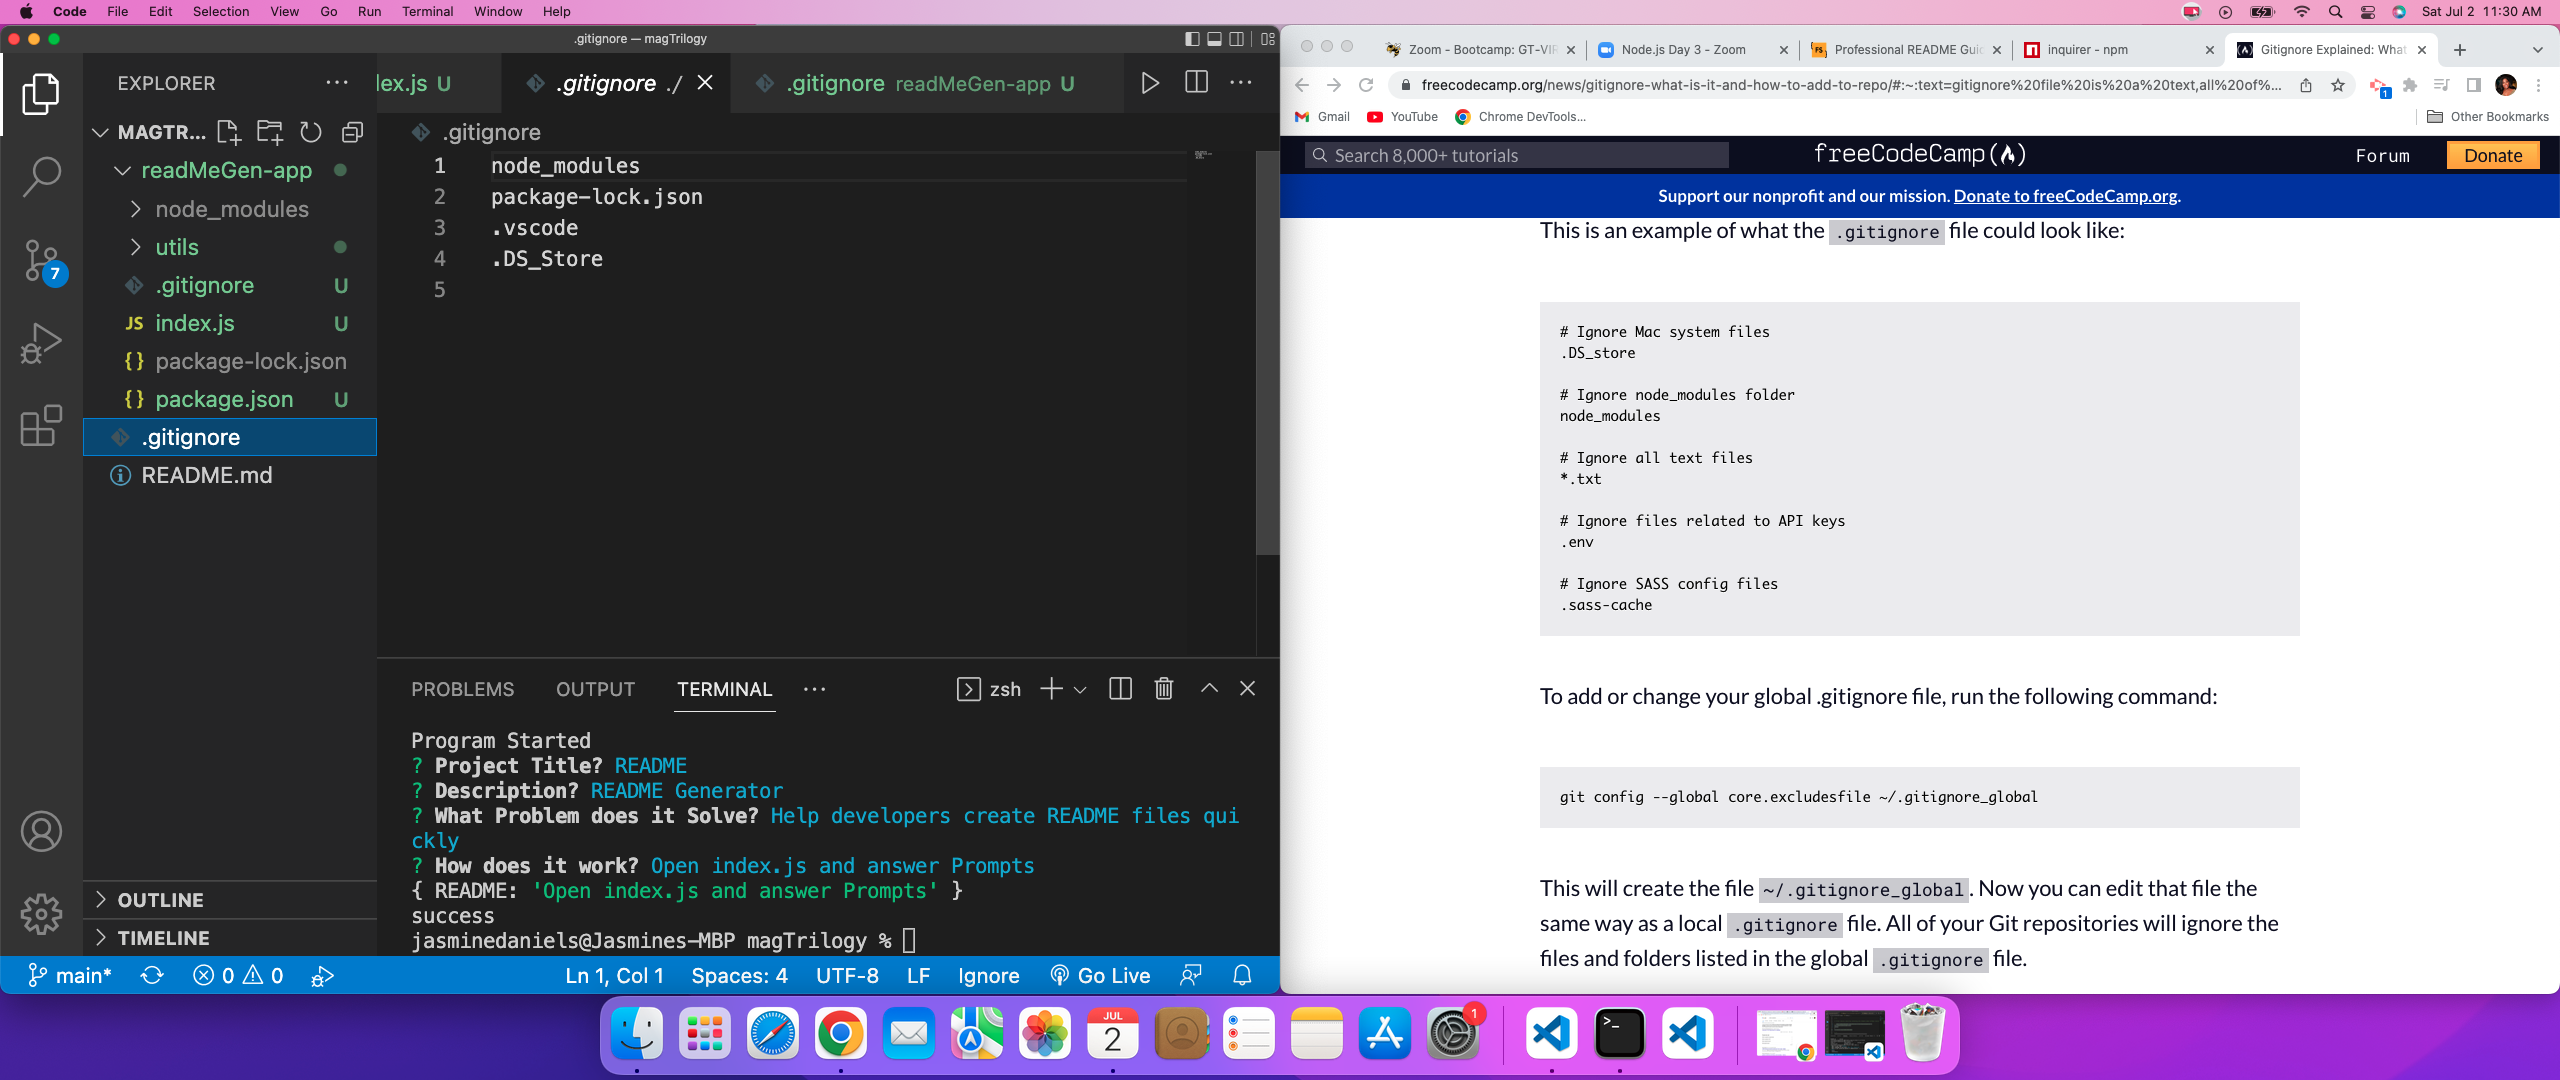 Code File Edit Selection View Go Run Terminal Window Help
Sat Jul 2 11:30 AM
.gitignore — magTrilogy
EXPLORER
MAGTR...
readMeGen-app
node_modules
utils
.gitignore U
index.js U
package-lock.json
package.json U
.gitignore
README.md
OUTLINE
TIMELINE
7
lex.js U
.gitignore ./
.gitignore readMeGen-app U
.gitignore
1 node_modules
2 package-lock.json
3 .vscode
4 .DS_Store
5
PROBLEMS OUTPUT TERMINAL
zsh
Program Started
? Project Title? README
? Description? README Generator
? What Problem does it Solve? Help developers create README files qui
ckly
? How does it work? Open index.js and answer Prompts
{ README: 'Open index.js and answer Prompts' }
success
jasminedaniels@Jasmines-MBP magTrilogy %
main* 0 0 Ln 1, Col 1 Spaces: 4 UTF-8 LF Ignore Go Live
Zoom - Bootcamp: GT-VIR
Node.js Day 3 - Zoom
Professional README Guid
inquirer - npm
Gitignore Explained: What
freecodecamp.org/news/gitignore-what-is-it-and-how-to-add-to-repo/#:~:text=gitignore%20file%20is%20a%20text,all%20of%...
1
Gmail YouTube Chrome DevTools... Other Bookmarks
Search 8,000+ tutorials
freeCodeCamp
Forum
Donate
Support our nonprofit and our mission. Donate to freeCodeCamp.org.
This is an example of what the .gitignore file could look like:
# Ignore Mac system files
.DS_store
# Ignore node_modules folder
node_modules
# Ignore all text files
*.txt
# Ignore files related to API keys
.env
# Ignore SASS config files
.sass-cache
To add or change your global .gitignore file, run the following command:
git config --global core.excludesfile ~/.gitignore_global
This will create the file ~/.gitignore_global. Now you can edit that file the
same way as a local .gitignore file. All of your Git repositories will ignore the
files and folders listed in the global .gitignore file.
JUL
2
1